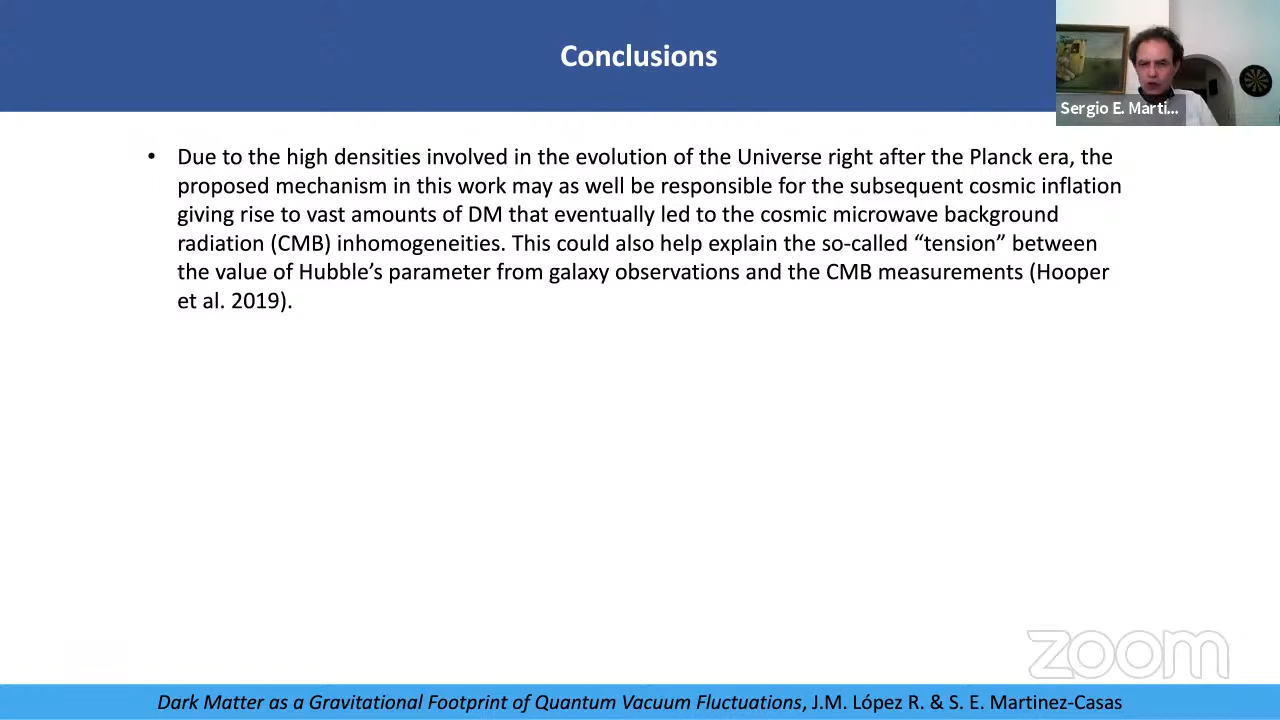 Conclusions
Sergio E. Marti...
• Due to the high densities involved in the evolution of the Universe right after the Planck era, the
proposed mechanism in this work may as well be responsible for the subsequent cosmic inflation
giving rise to vast amounts of DM that eventually led to the cosmic microwave background
radiation (CMB) inhomogeneities. This could also help explain the so-called “tension” between
the value of Hubble’s parameter from galaxy observations and the CMB measurements (Hooper
et al. 2019).
zoom
Dark Matter as a Gravitational Footprint of Quantum Vacuum Fluctuations, J.M. López R. & S. E. Martinez-Casas